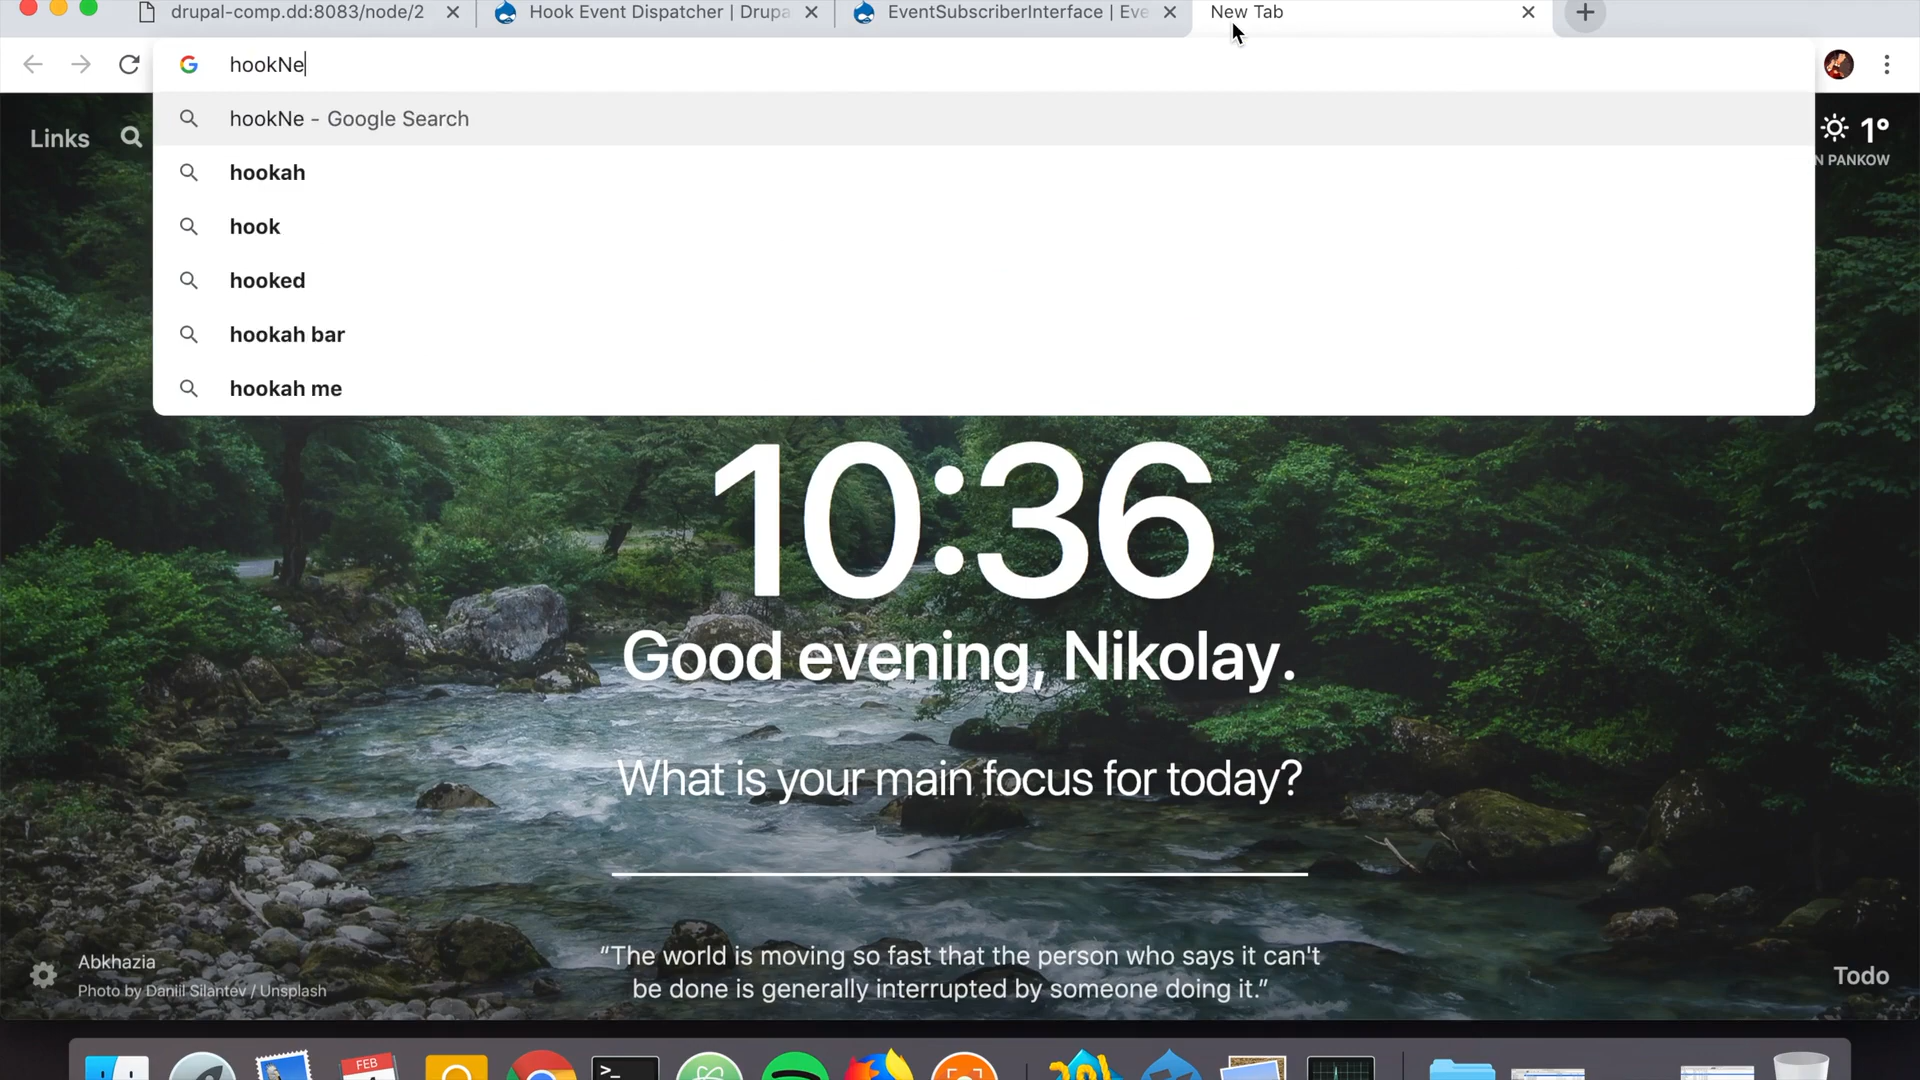 drupal-comp.dd:8083/node/2
Hook Event Dispatcher | Drupa
EventSubscriberInterface | Eve
New Tab
hookNe
hookNe - Google Search
hookah
hook
hooked
hookah bar
hookah me
Links
1°
N PANKOW
10:36
Good evening, Nikolay.
What is your main focus for today?
"The world is moving so fast that the person who says it can't
be done is generally interrupted by someone doing it."
Abkhazia
Photo by Daniil Silantev / Unsplash
Todo
FEB